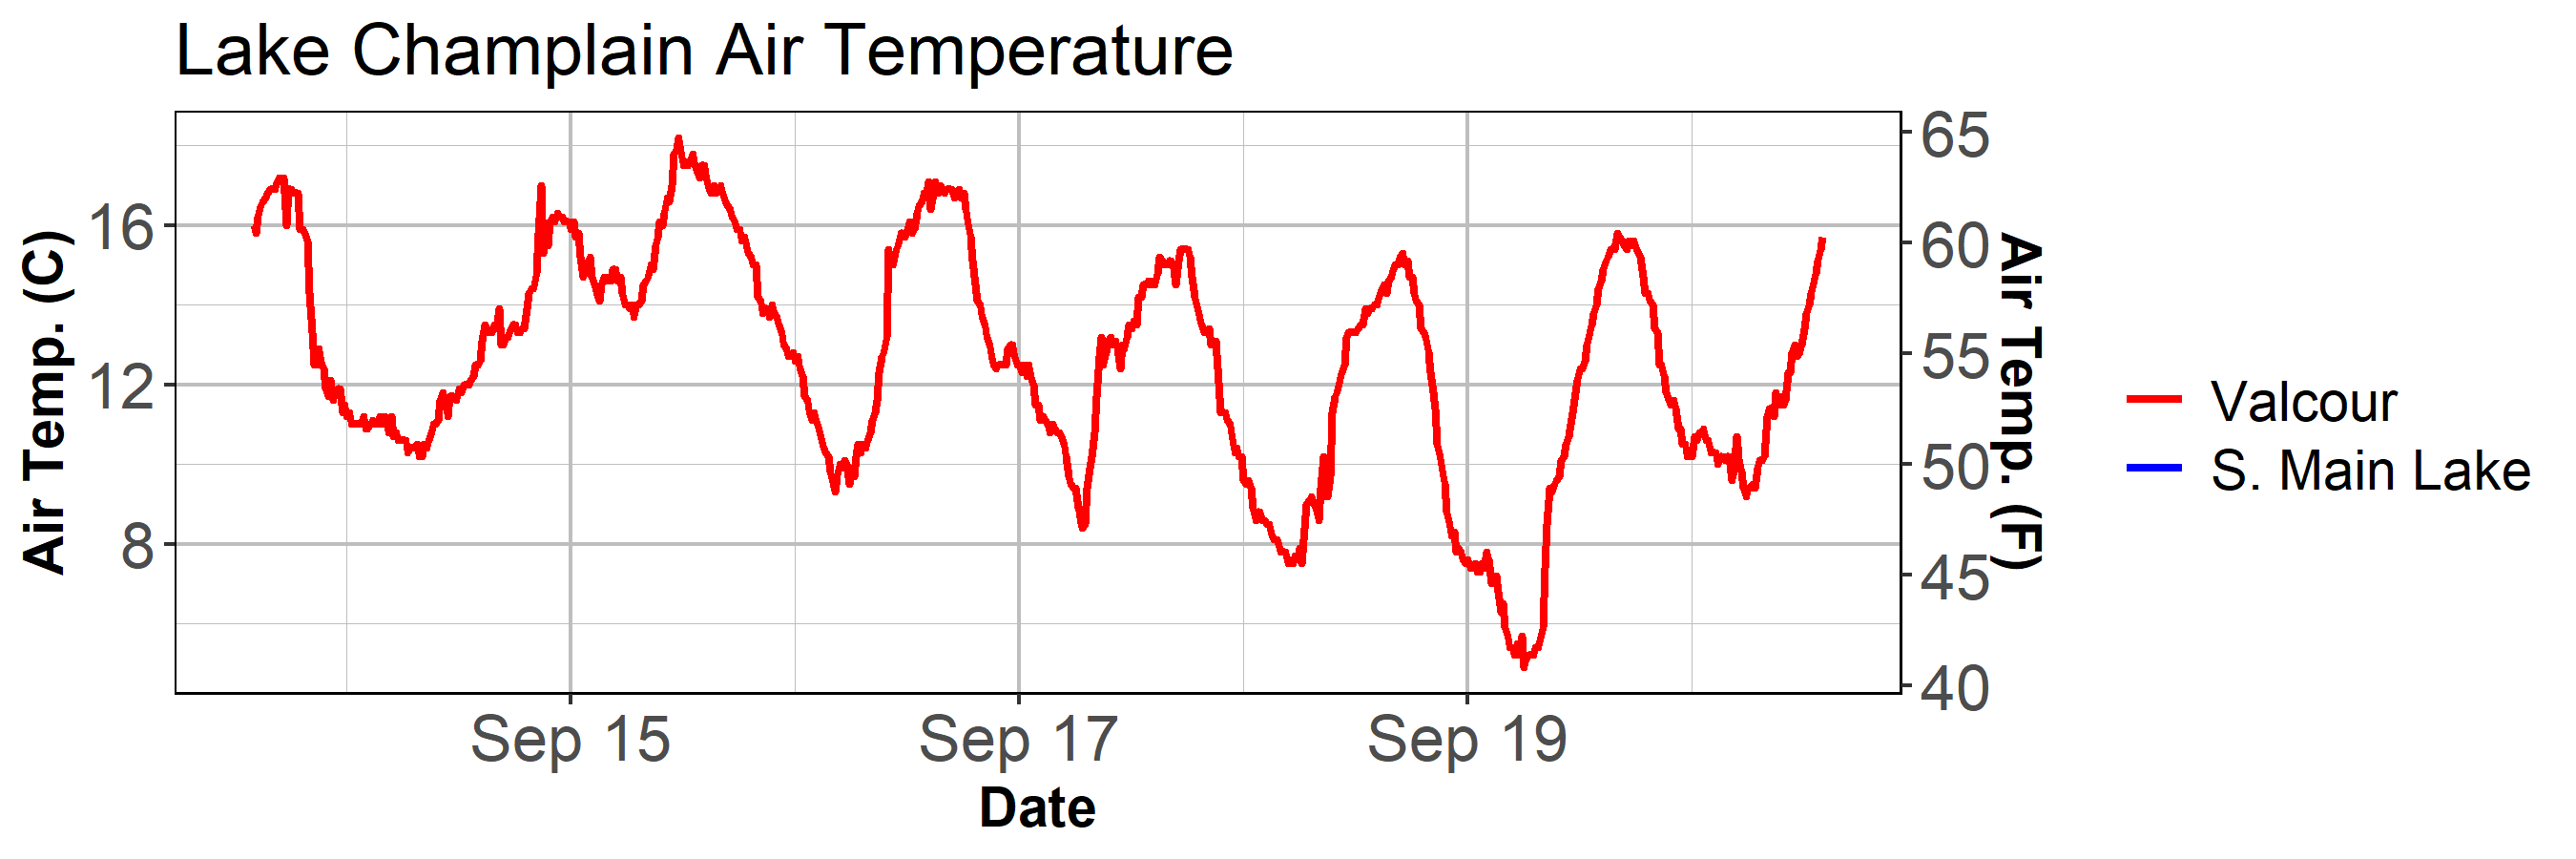 Lake Champlain Air Temperature
Air Temp. (C)
16
12
8
65
60
55
50
45
40
Air Temp. (F)
Sep 15
Sep 17
Sep 19
Date
Valcour
S. Main Lake